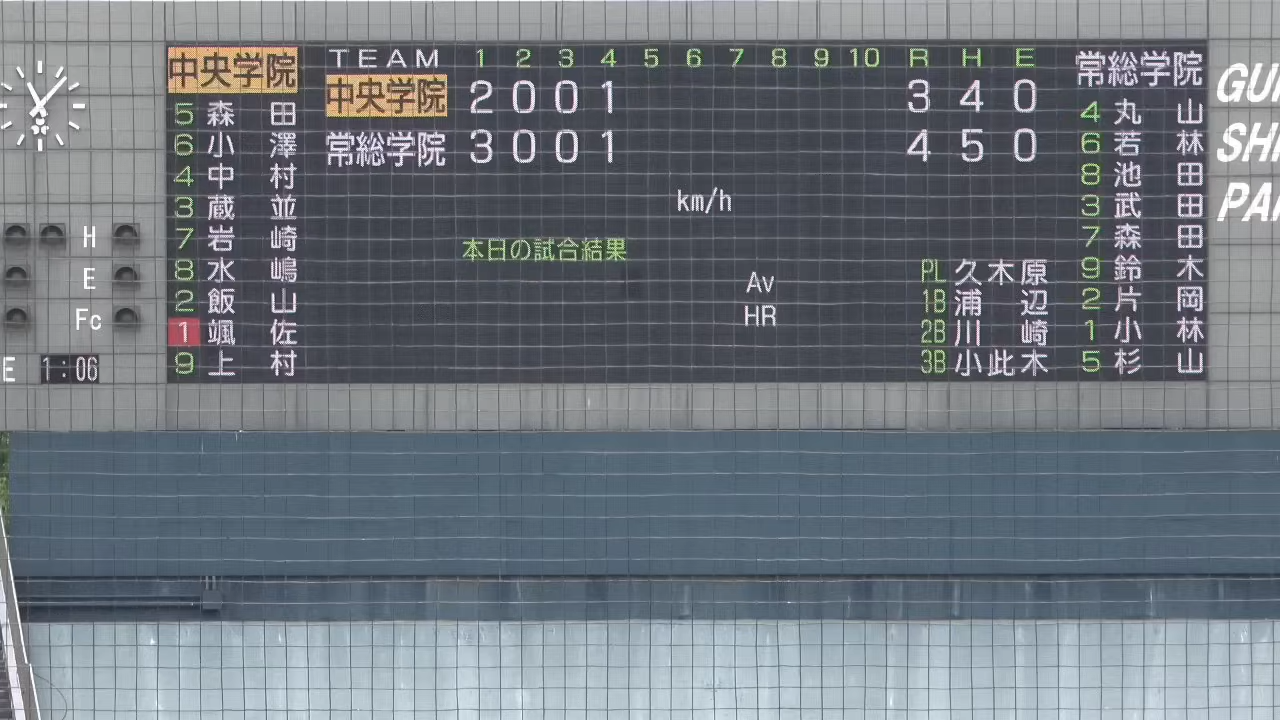 中央学院
5 森田
6 小澤
4 中村
3 蔵並
7 岩崎
8 水嶋
2 飯山
1 颯佐
9 上村
TEAM 1 2 3 4 5 6 7 8 9 10 R H E
中央学院 2 0 0 1 3 4 0
常総学院 3 0 0 1 4 5 0
km/h
本日の試合結果
Av
HR
PL 久木原
1B 浦辺
2B 川崎
3B 小此木
常総学院
4 丸山
6 若林
8 池田
3 武田
7 森田
9 鈴木
2 片岡
1 小林
5 杉山
H
E
Fc
E 1:06